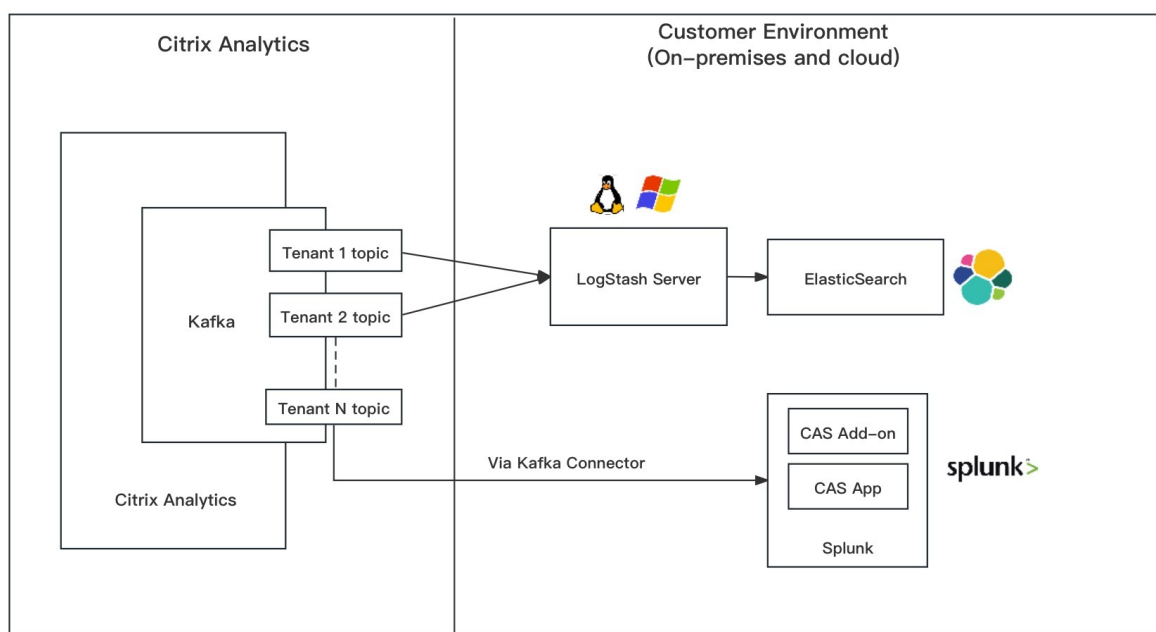 Citrix Analytics
Customer Environment
(On-premises and cloud)
Tenant 1 topic
LogStash Server
ElasticSearch
Tenant 2 topic
Kafka
Tenant N topic
CAS Add-on
Via Kafka Connector
splunk>
CAS App
Citrix Analytics
Splunk